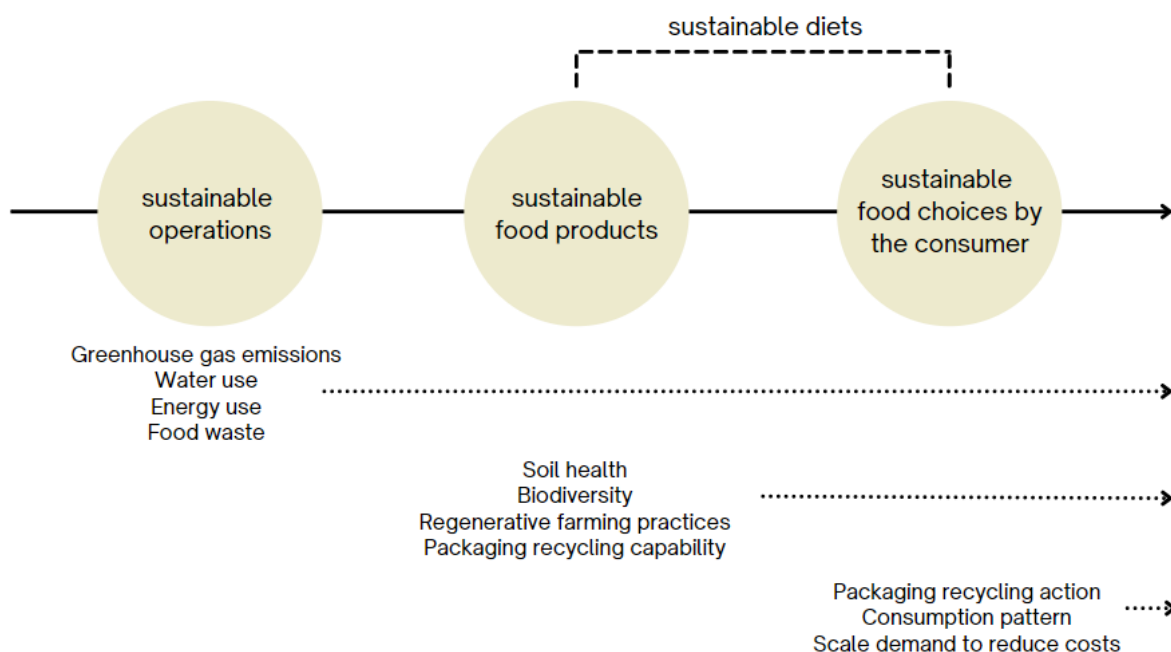 sustainable diets
sustainable
operations
sustainable
food products
sustainable
food choices by
the consumer
Greenhouse gas emissions
Water use
Energy use
Food waste
Soil health
Biodiversity
Regenerative farming practices
Packaging recycling capability
Packaging recycling action
Consumption pattern
Scale demand to reduce costs